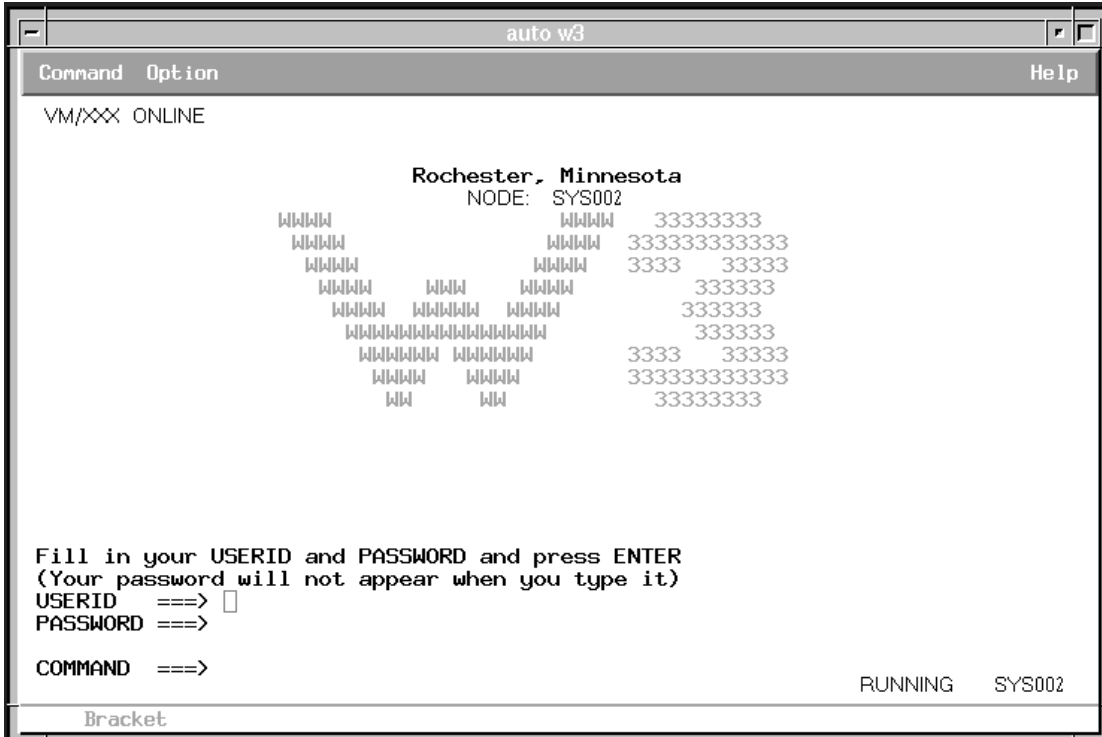 auto w3
Command Option Help
VM/XXX ONLINE
Rochester, Minnesota
NODE: SYS002
WWWW WWWW 33333333
WWWW WWWW 333333333333
WWWW WWWW 3333 33333
WWWW WWW WWWW 333333
WWWW WWWWW WWWW 333333
WWWWWWWWWWWWWWW 333333
WWWWWW WWWWWW 3333 33333
WWWW WWWW 333333333333
WW WW 33333333
Fill in your USERID and PASSWORD and press ENTER
(Your password will not appear when you type it)
USERID ===>
PASSWORD ===>
COMMAND ===>
RUNNING SYS002
Bracket